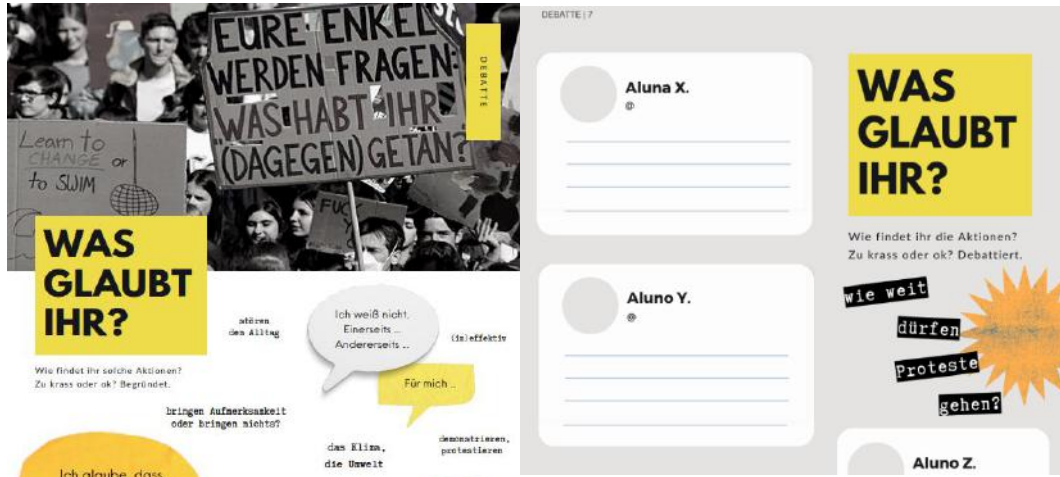 EURE ENKEL
WERDEN FRAGEN:
WAS HABT IHR
(DAGEGEN) GETAN?
DEBATTE
Learn to
CHANGE or
to SWIM
WAS
GLAUBT
IHR?
Wie findet ihr solche Aktionen?
Zu krass oder ok? Begründet.
stören
den Alltag
Ich weiß nicht.
Einerseits ...
Andererseits ...
(in)effektiv
Für mich ...
bringen Aufmerksamkeit
oder bringen nichts?
das Klima,
die Umwelt
demonstrieren,
protestieren
Ich glaube, dass
DEBATTE | 7
Aluna X.
@
Aluno Y.
@
WAS
GLAUBT
IHR?
Wie findet ihr die Aktionen?
Zu krass oder ok? Debattiert.
wie weit
dürfen
Proteste
gehen?
Aluno Z.